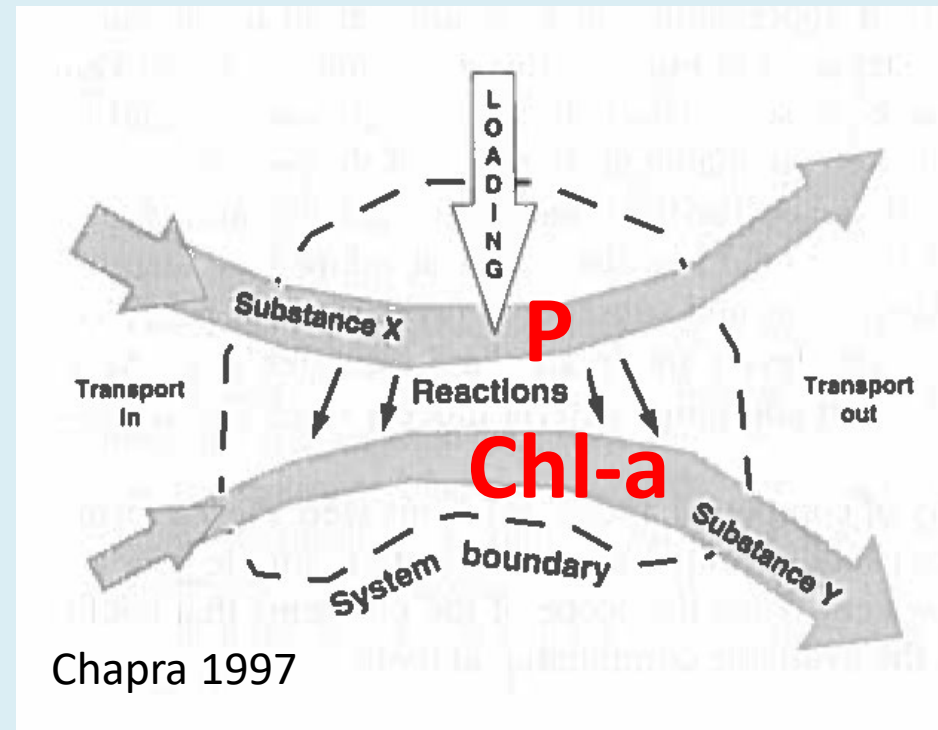 LOADING
Substance X
P
Transport
in
Reactions
Transport
out
Chl-a
Substance Y
System boundary
Chapra 1997